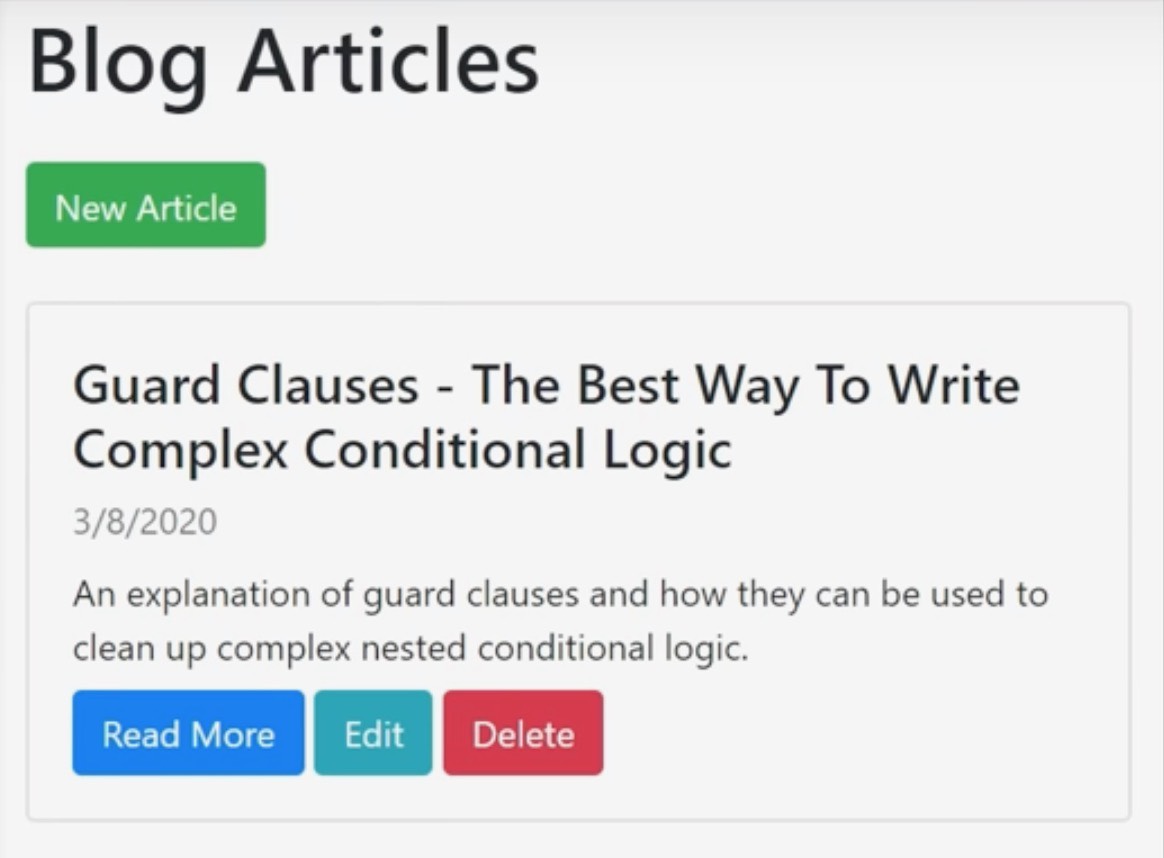 Blog Articles
New Article
Guard Clauses - The Best Way To Write
Complex Conditional Logic
3/8/2020
An explanation of guard clauses and how they can be used to
clean up complex nested conditional logic.
Read More Edit Delete